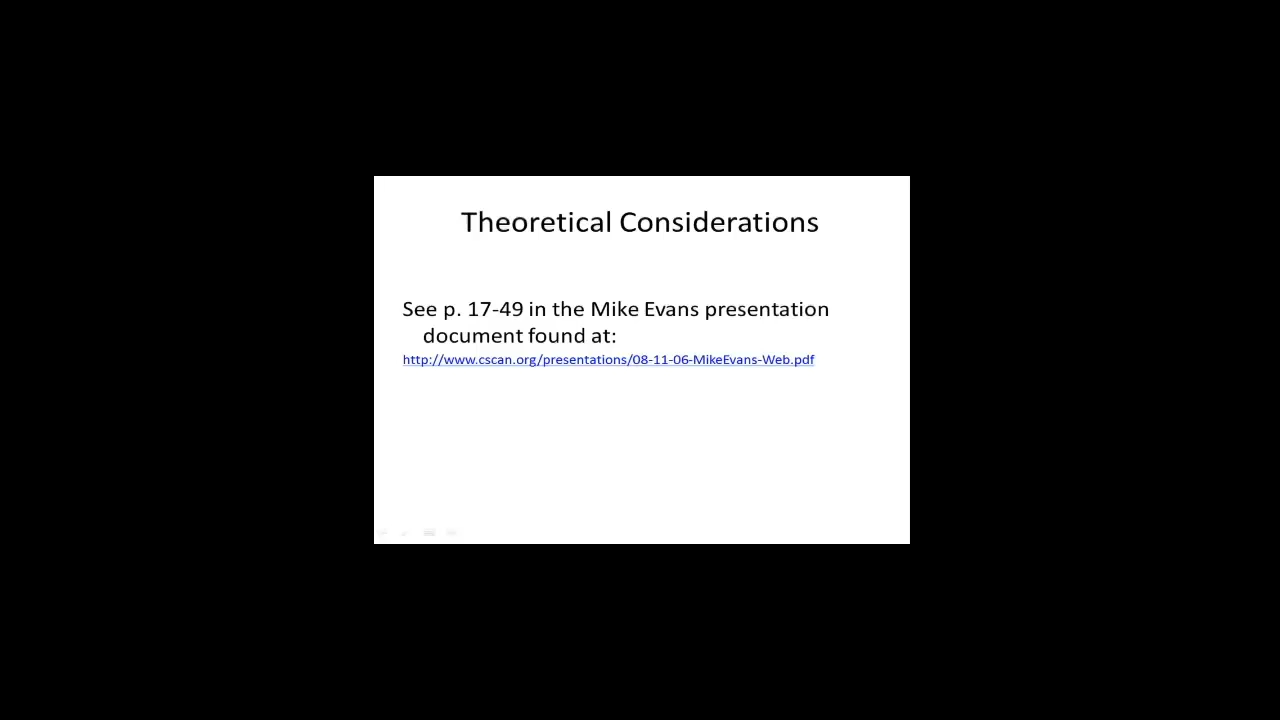 Theoretical Considerations
See p. 17-49 in the Mike Evans presentation
document found at:
http://www.cscan.org/presentations/08-11-06-MikeEvans-Web.pdf